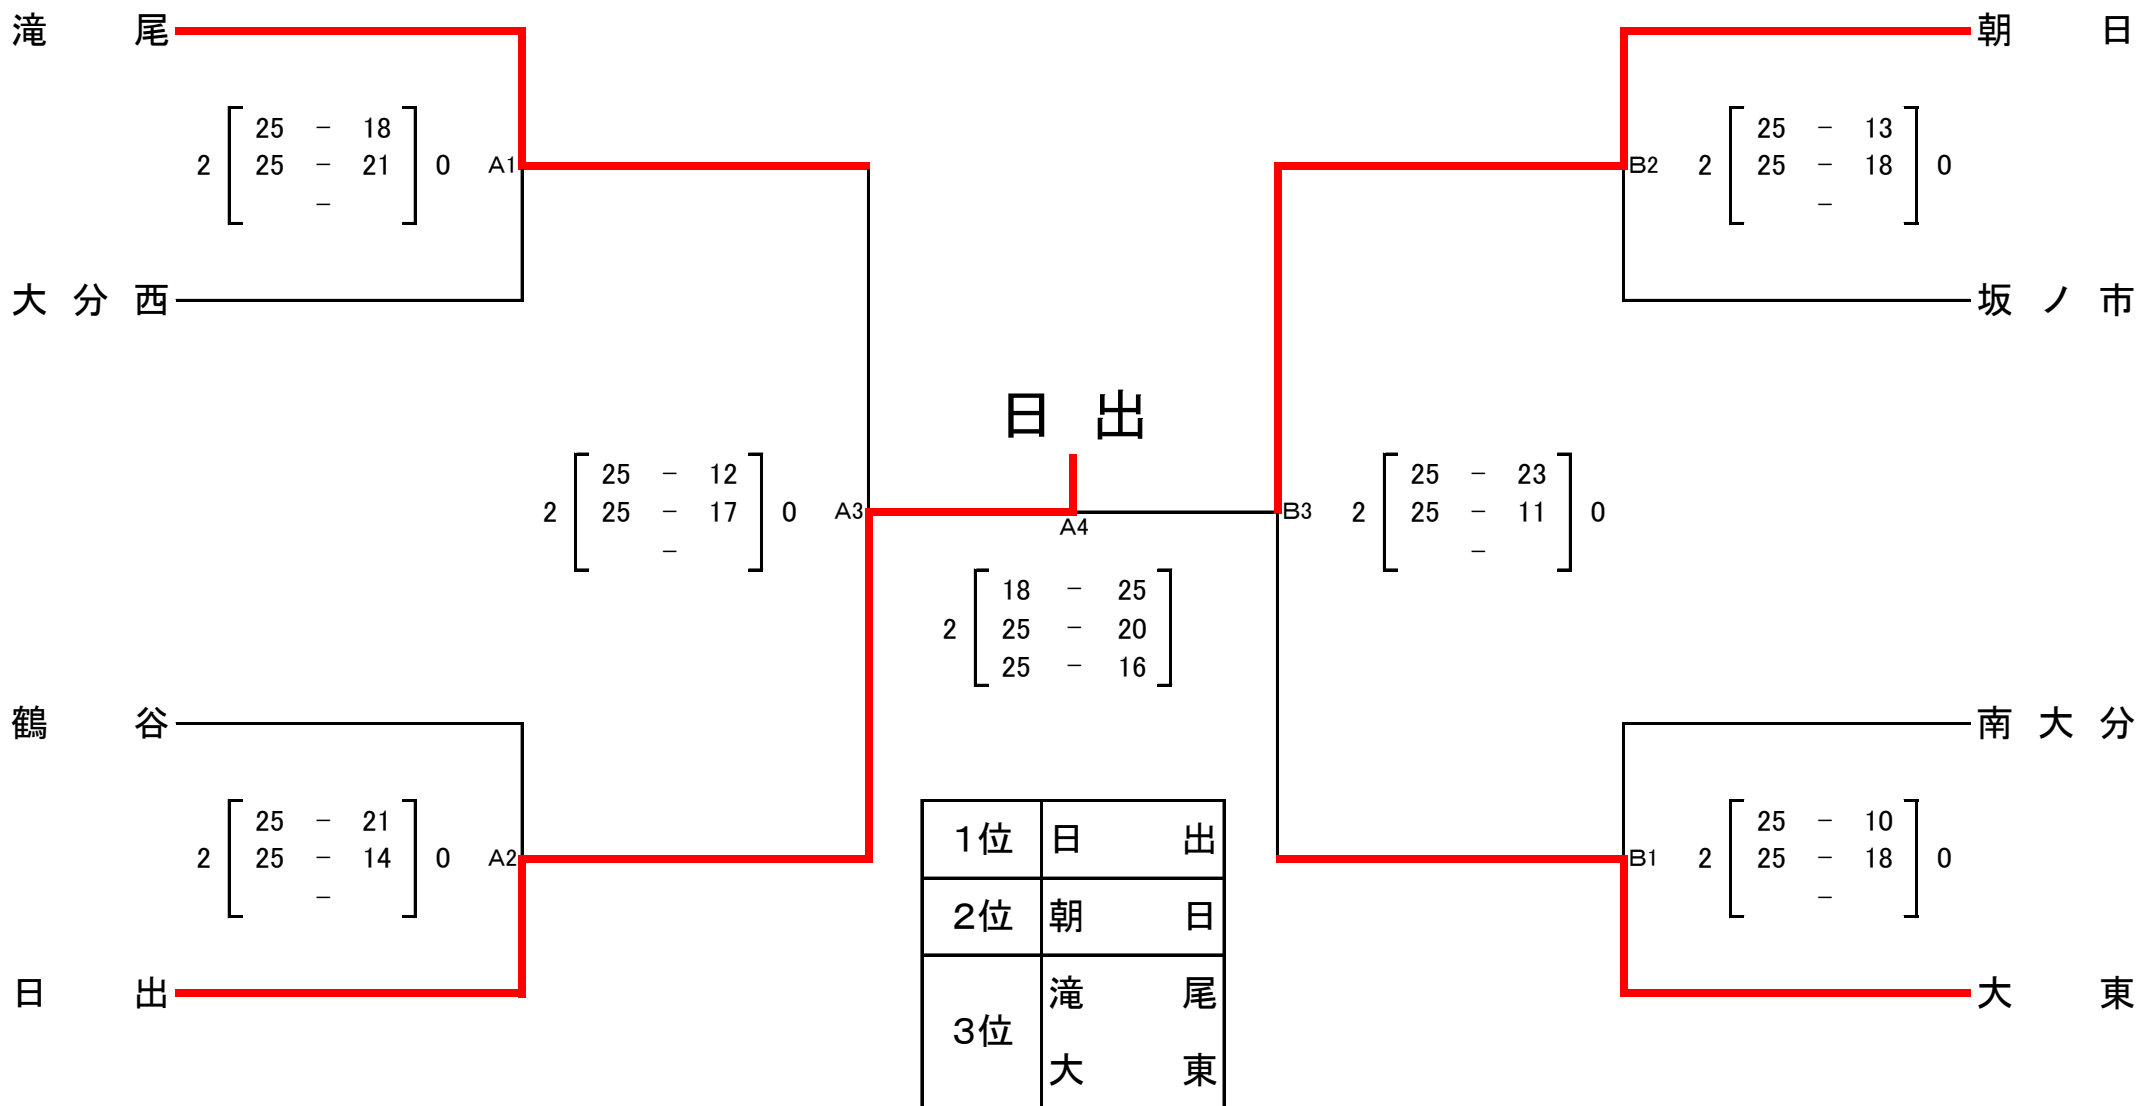 滝尾
朝日
25 - 18
2 25 - 21 0 A1
-
25 - 13
B2 2 25 - 18 0
-
大分西
坂ノ市
日出
25 - 12
2 25 - 17 0 A3
-
25 - 23
B3 2 25 - 11 0
-
A4
18 - 25
2 25 - 20
25 - 16
鶴谷
南大分
25 - 21
2 25 - 14 0 A2
-
25 - 10
B1 2 25 - 18 0
-
日出
大東
1位 日出
2位 朝日
3位 滝尾
大東